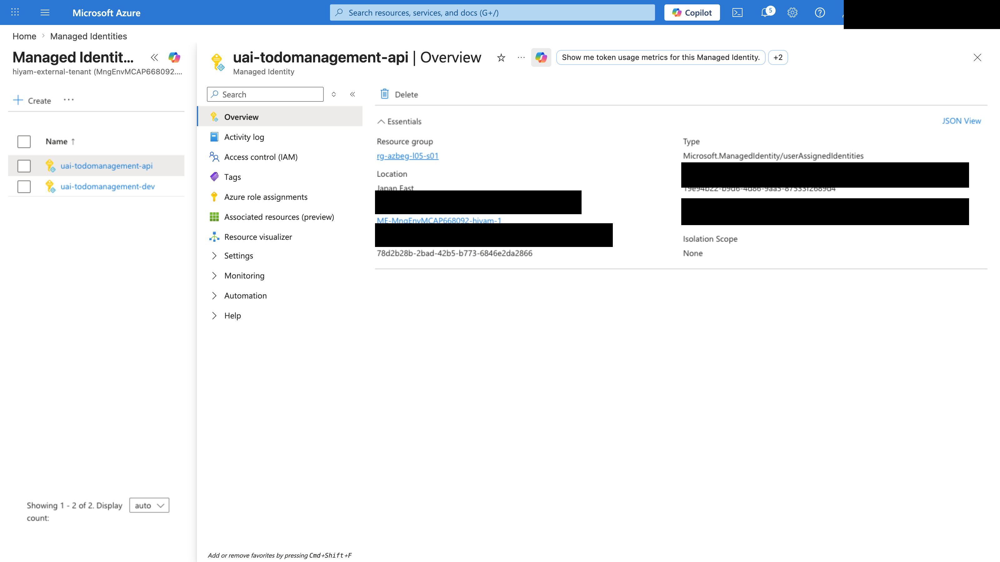 Microsoft Azure
Search resources, services, and docs (G+/)
Copilot
5
Home
Managed Identities
Managed Identit...
hiyam-external-tenant (MngEnvMCAP668092....
Create
Name ↑
uai-todomanagement-api
uai-todomanagement-dev
Showing 1 - 2 of 2. Display count:
auto
uai-todomanagement-api | Overview
Managed Identity
Show me token usage metrics for this Managed Identity.
+2
Search
Overview
Activity log
Access control (IAM)
Tags
Azure role assignments
Associated resources (preview)
Resource visualizer
Settings
Monitoring
Automation
Help
Add or remove favorites by pressing Cmd+Shift+F
Delete
Essentials
JSON View
Resource group
rg-azbeg-l05-s01
Location
Japan East
ME-MngEnvMCAP668092-hiyam-1
78d2b28b-2bad-42b5-b773-6846e2da2866
Type
Microsoft.ManagedIdentity/userAssignedIdentities
Isolation Scope
None